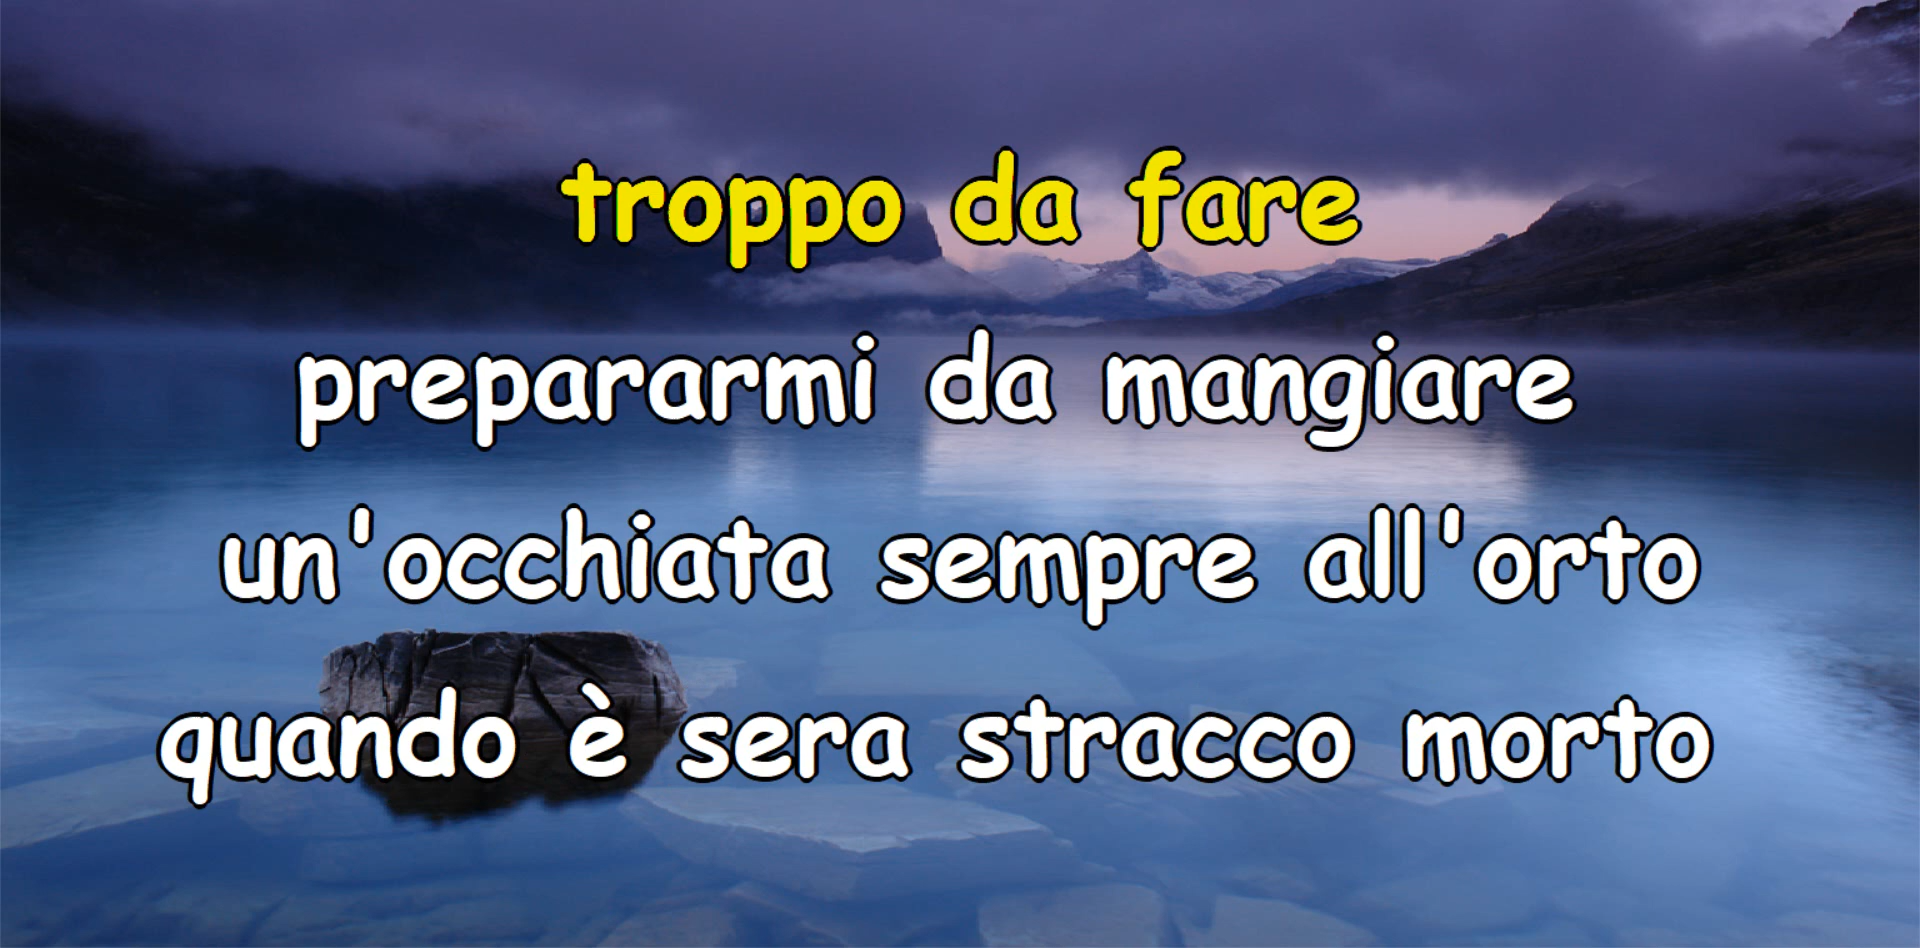 troppo da fare
prepararmi da mangiare
un'occhiata sempre all'orto
quando è sera stracco morto